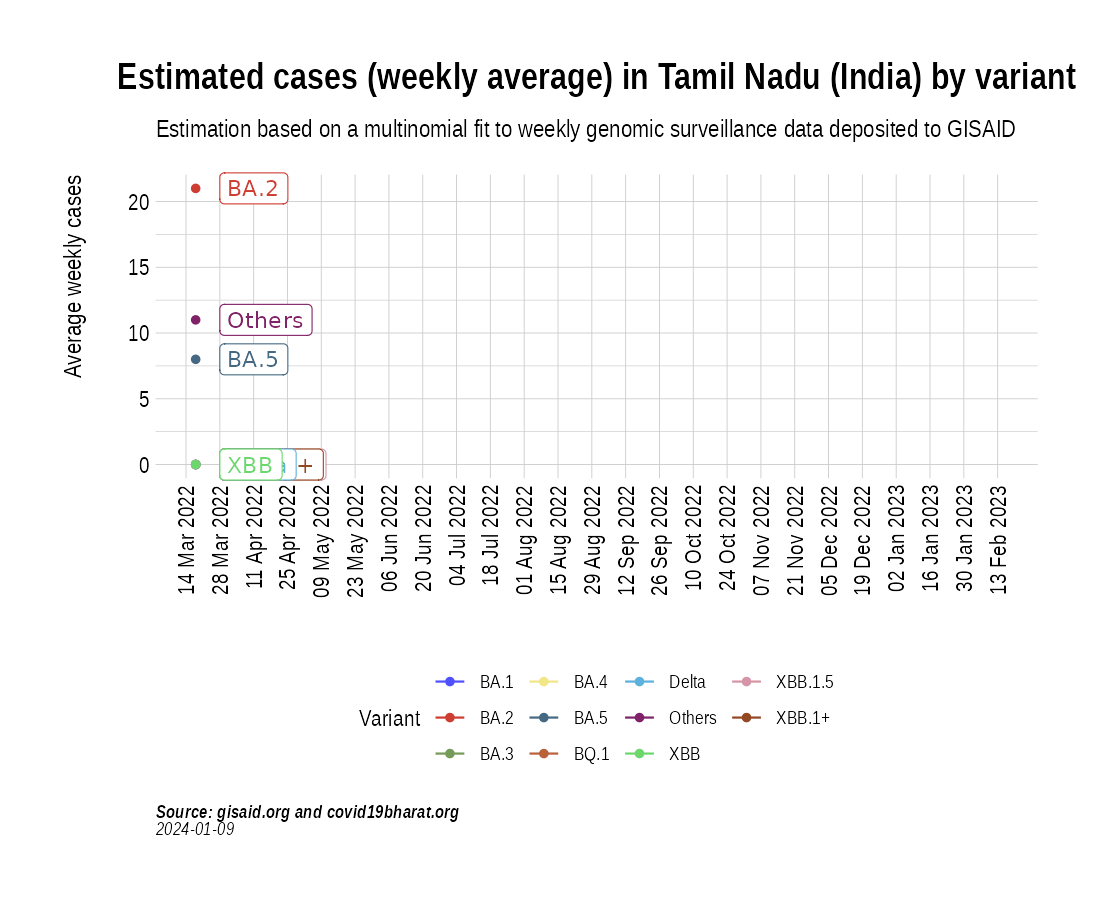 Estimated cases (weekly average) in Tamil Nadu (India) by variant
Estimation based on a multinomial fit to weekly genomic surveillance data deposited to GISAID
Average weekly cases
20
15
10
5
0
BA.2
Others
BA.5
XBB
+
14 Mar 2022
28 Mar 2022
11 Apr 2022
25 Apr 2022
09 May 2022
23 May 2022
06 Jun 2022
20 Jun 2022
04 Jul 2022
18 Jul 2022
01 Aug 2022
15 Aug 2022
29 Aug 2022
12 Sep 2022
26 Sep 2022
10 Oct 2022
24 Oct 2022
07 Nov 2022
21 Nov 2022
05 Dec 2022
19 Dec 2022
02 Jan 2023
16 Jan 2023
30 Jan 2023
13 Feb 2023
Variant
BA.1 BA.4 Delta XBB.1.5
BA.2 BA.5 Others XBB.1+
BA.3 BQ.1 XBB
Source: gisaid.org and covid19bharat.org
2024-01-09